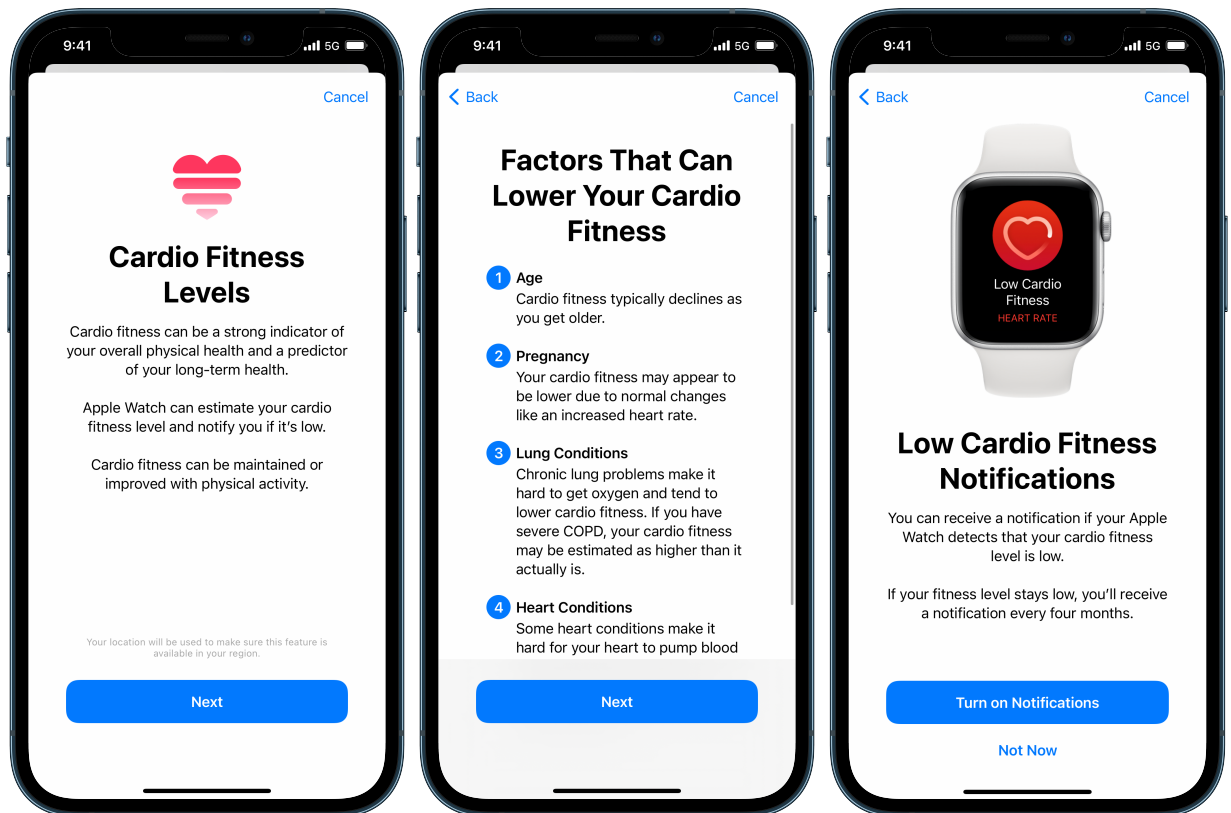 9:41
5G
Cancel
Cardio Fitness
Levels
Cardio fitness can be a strong indicator of
your overall physical health and a predictor
of your long-term health.
Apple Watch can estimate your cardio
fitness level and notify you if it's low.
Cardio fitness can be maintained or
improved with physical activity.
Your location will be used to make sure this feature is
available in your region.
Next
9:41
5G
Back
Cancel
Factors That Can
Lower Your Cardio
Fitness
1 Age
Cardio fitness typically declines as
you get older.
2 Pregnancy
Your cardio fitness may appear to
be lower due to normal changes
like an increased heart rate.
3 Lung Conditions
Chronic lung problems make it
hard to get oxygen and tend to
lower cardio fitness. If you have
severe COPD, your cardio fitness
may be estimated as higher than it
actually is.
4 Heart Conditions
Some heart conditions make it
hard for your heart to pump blood
Next
9:41
5G
Back
Cancel
Low Cardio
Fitness
HEART RATE
Low Cardio Fitness
Notifications
You can receive a notification if your Apple
Watch detects that your cardio fitness
level is low.
If your fitness level stays low, you'll receive
a notification every four months.
Turn on Notifications
Not Now